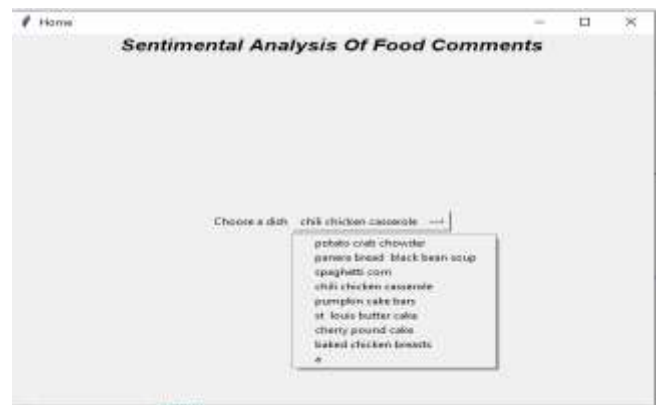 Home
Sentimental Analysis Of Food Comments
Choose a dish chili chicken casserole
potato crab chowder
panera bread black bean soup
spaghetti corn
chili chicken casserole
pumpkin cake bars
st louis butter cake
cherry pound cake
baked chicken breasts